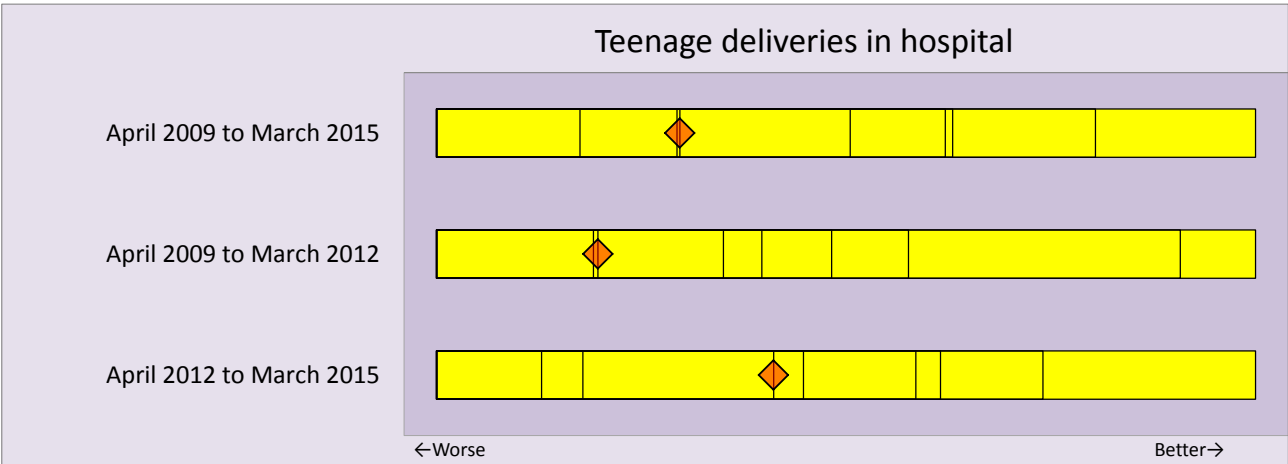 Teenage deliveries in hospital
April 2009 to March 2015
April 2009 to March 2012
April 2012 to March 2015
←Worse Better→